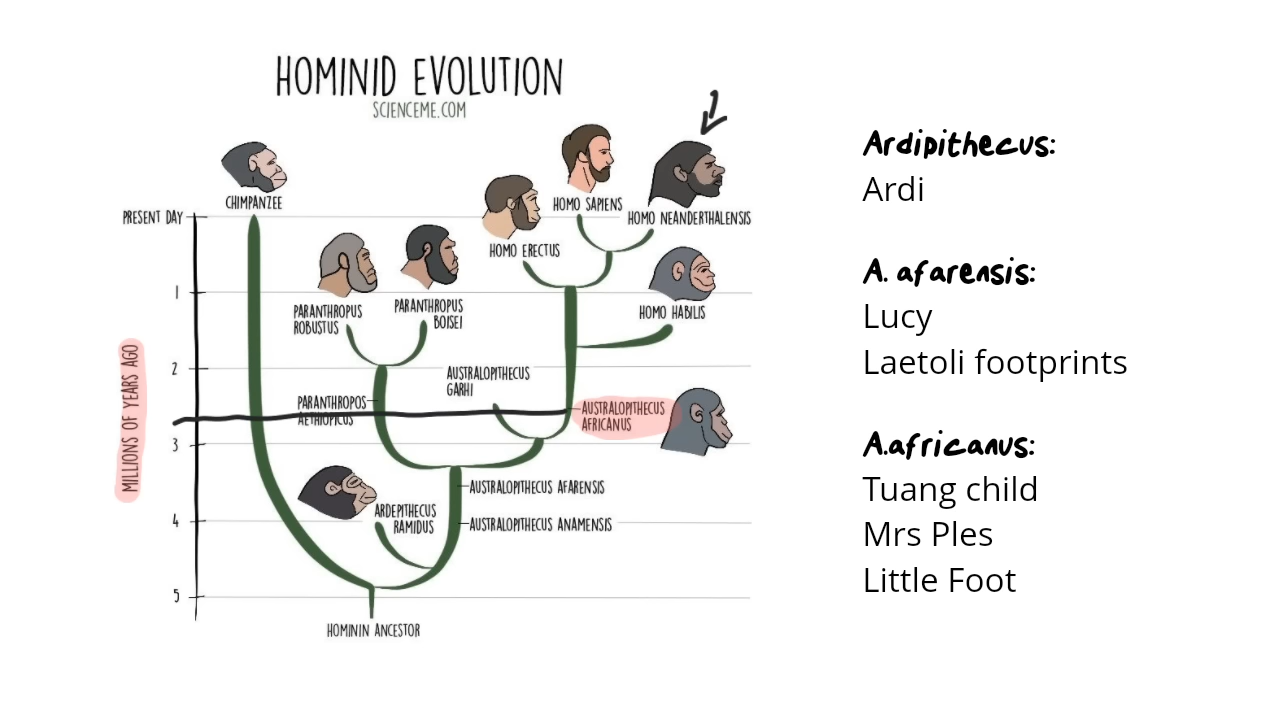 HOMINID EVOLUTION
SCIENCEME.COM
CHIMPANZEE
HOMO SAPIENS
HOMO NEANDERTHALENSIS
PRESENT DAY
HOMO ERECTUS
1
PARANTHROPUS
ROBUSTUS
PARANTHROPUS
BOISEI
HOMO HABILIS
MILLIONS OF YEARS AGO
2
AUSTRALOPITHECUS
GARHI
PARANTHROPOS
AETHIOPICUS
AUSTRALOPITHECUS
AFRICANUS
3
AUSTRALOPITHECUS AFARENSIS
ARDEPITHECUS
RAMIDUS
4
AUSTRALOPITHECUS ANAMENSIS
5
HOMININ ANCESTOR
Ardipithecus:
Ardi
A. afarensis:
Lucy
Laetoli footprints
A.africanus:
Tuang child
Mrs Ples
Little Foot